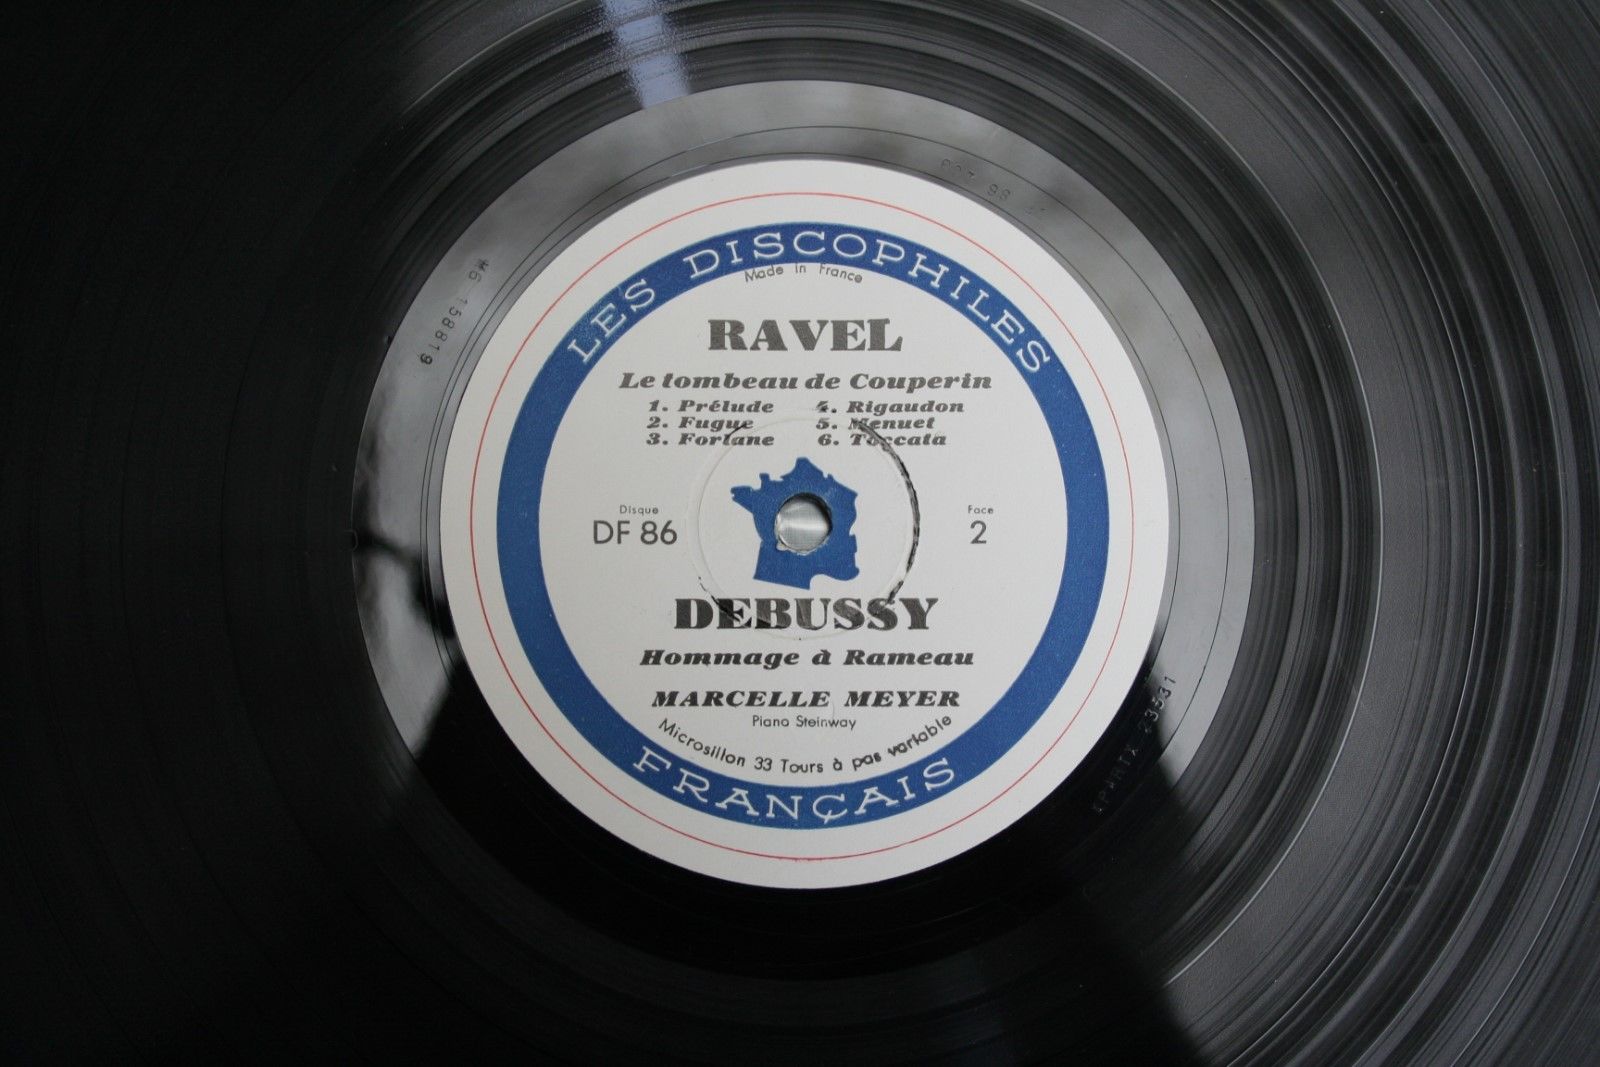 LES DISCOPHILES
Made in France
RAVEL
Le tombeau de Couperin
1. Prélude 4. Rigaudon
2. Fugue 5. Menuet
3. Forlane 6. Toccata
Disque
DF 86
Face
2
DEBUSSY
Hommage à Rameau
MARCELLE MEYER
Piano Steinway
Microsillon 33 Tours à pas variable
FRANÇAIS
158819